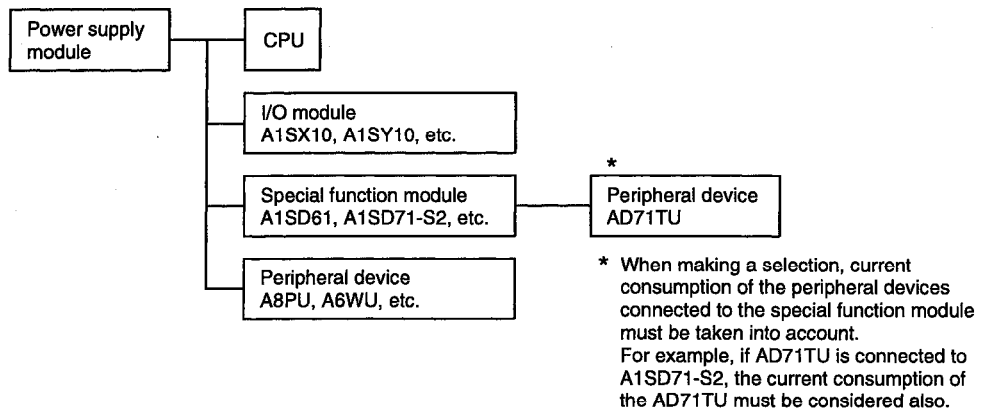 Power supply
module
CPU
I/O module
A1SX10, A1SY10, etc.
Special function module
A1SD61, A1SD71-S2, etc.
*
Peripheral device
AD71TU
Peripheral device
A8PU, A6WU, etc.
* When making a selection, current
consumption of the peripheral devices
connected to the special function module
must be taken into account.
For example, if AD71TU is connected to
A1SD71-S2, the current consumption of
the AD71TU must be considered also.